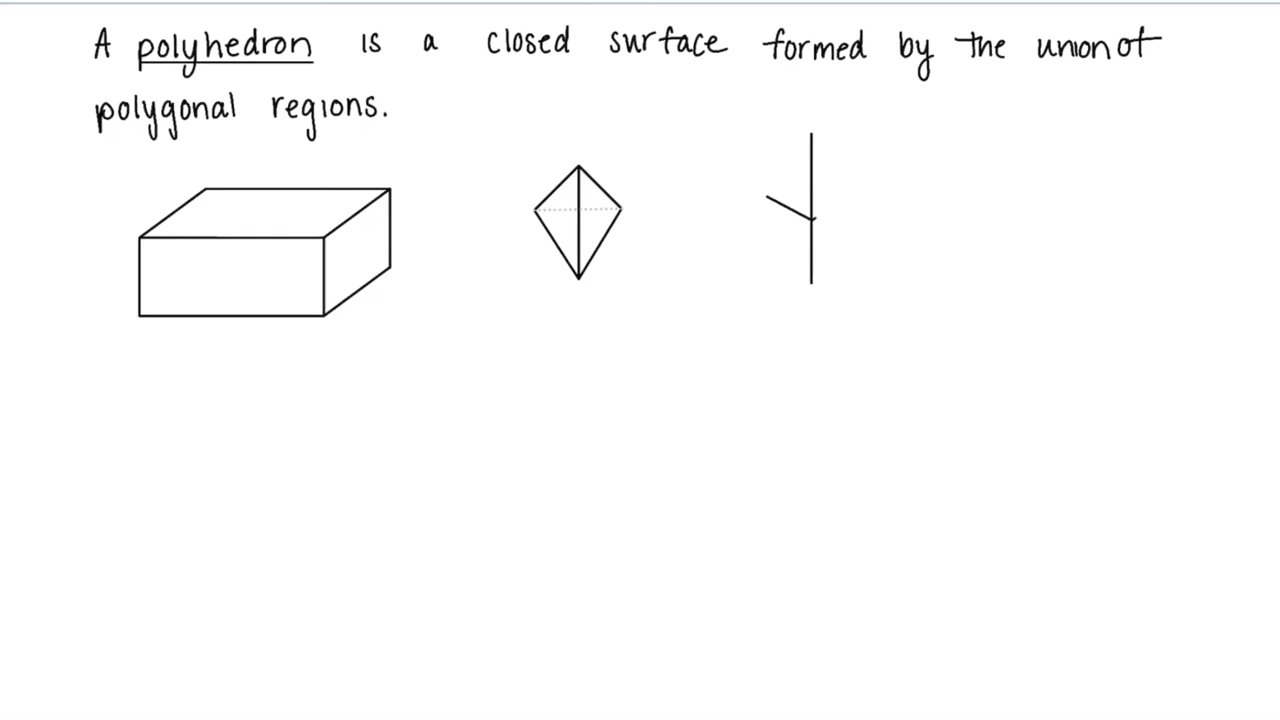 A polyhedron is a closed surface formed by the union of
polygonal regions.